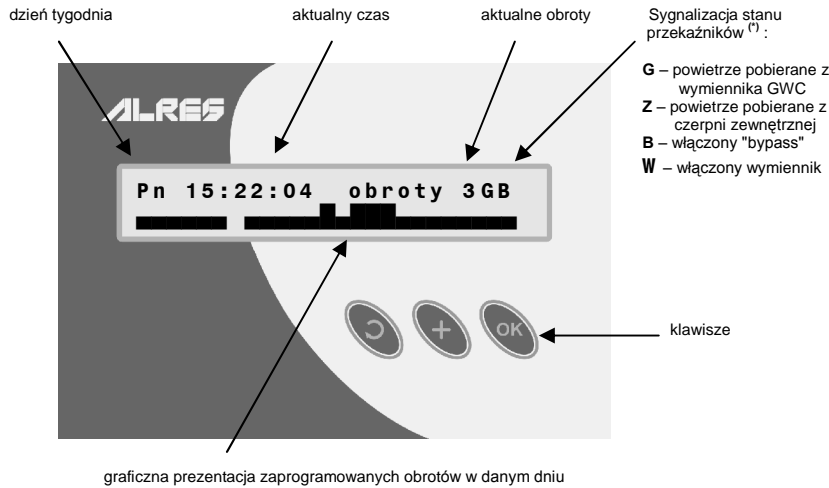 dzień tygodnia
aktualny czas
aktualne obroty
Sygnalizacja stanu
przekaźników (*) :
G – powietrze pobierane z
wymiennika GWC
Z – powietrze pobierane z
czerpni zewnętrznej
B – włączony "bypass"
W – włączony wymiennik
ALRES
Pn 15:22:04 obroty 3GB
OK
klawisze
graficzna prezentacja zaprogramowanych obrotów w danym dniu